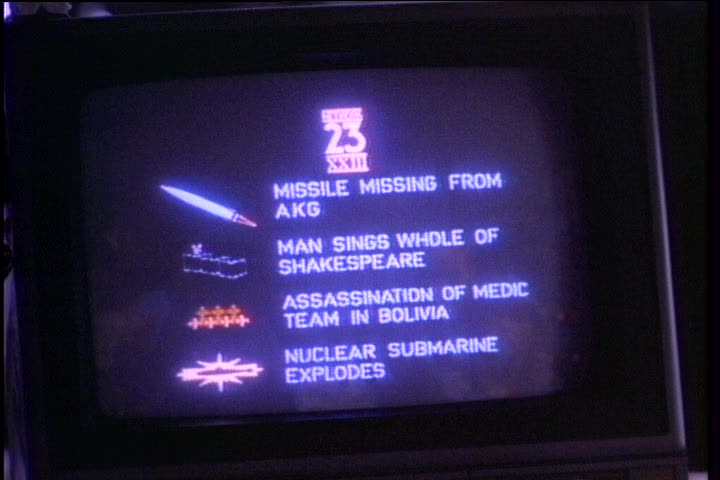 23
XXIII
MISSILE MISSING FROM
AKG
MAN SINGS WHOLE OF
SHAKESPEARE
ASSASSINATION OF MEDIC
TEAM IN BOLIVIA
NUCLEAR SUBMARINE
EXPLODES